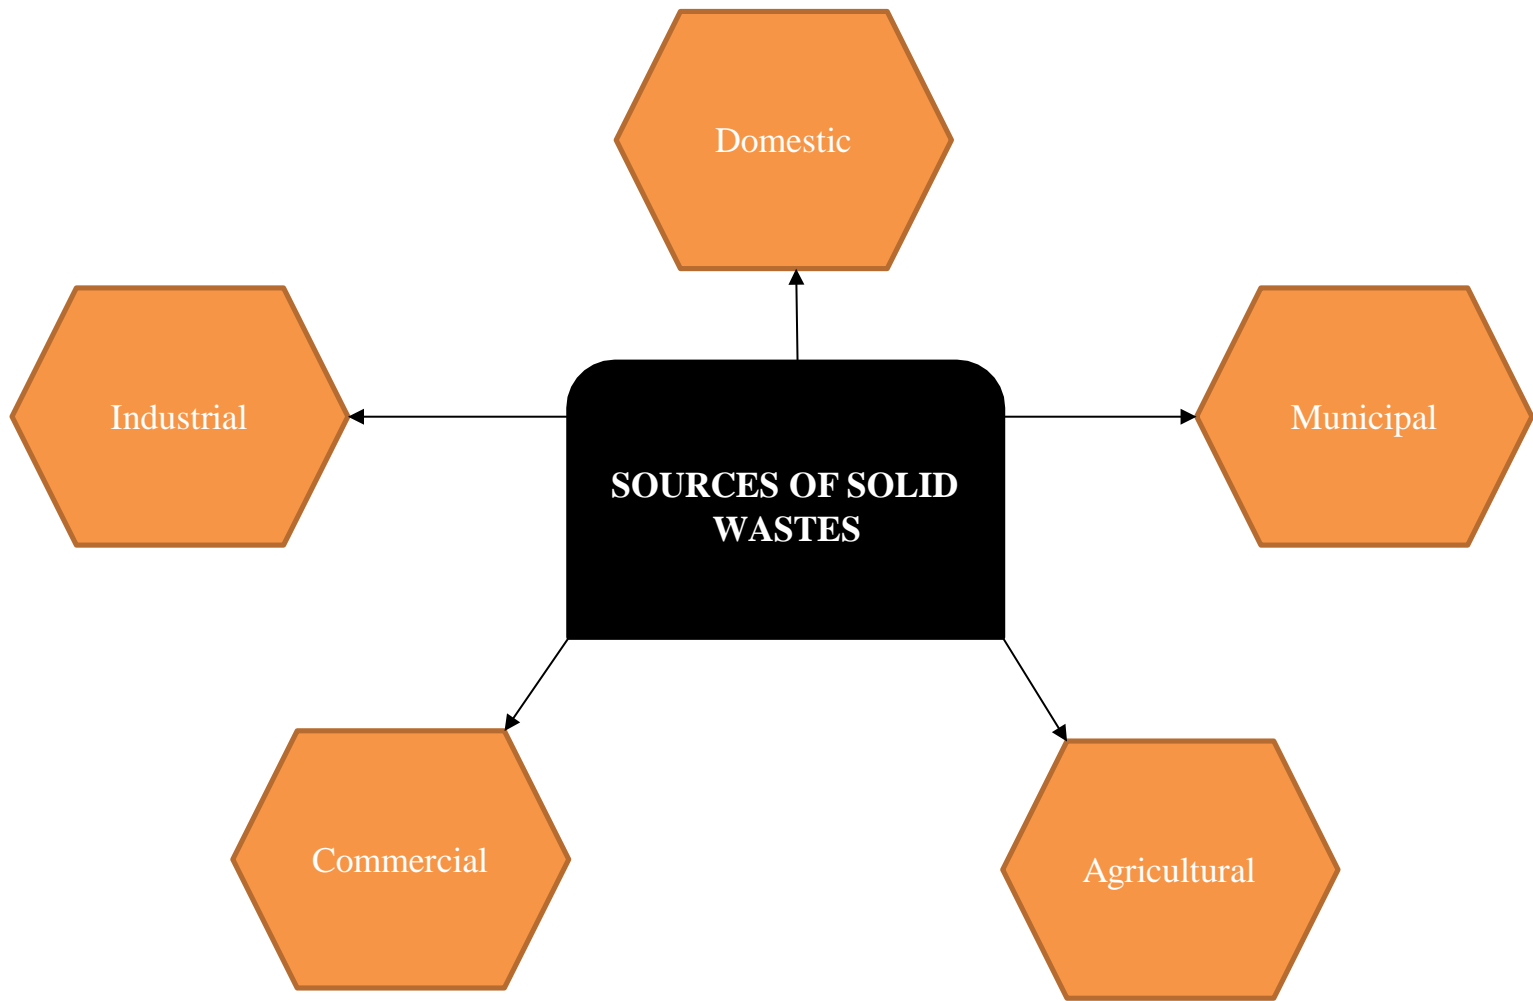 Domestic
Industrial
Municipal
SOURCES OF SOLID
WASTES
Commercial
Agricultural